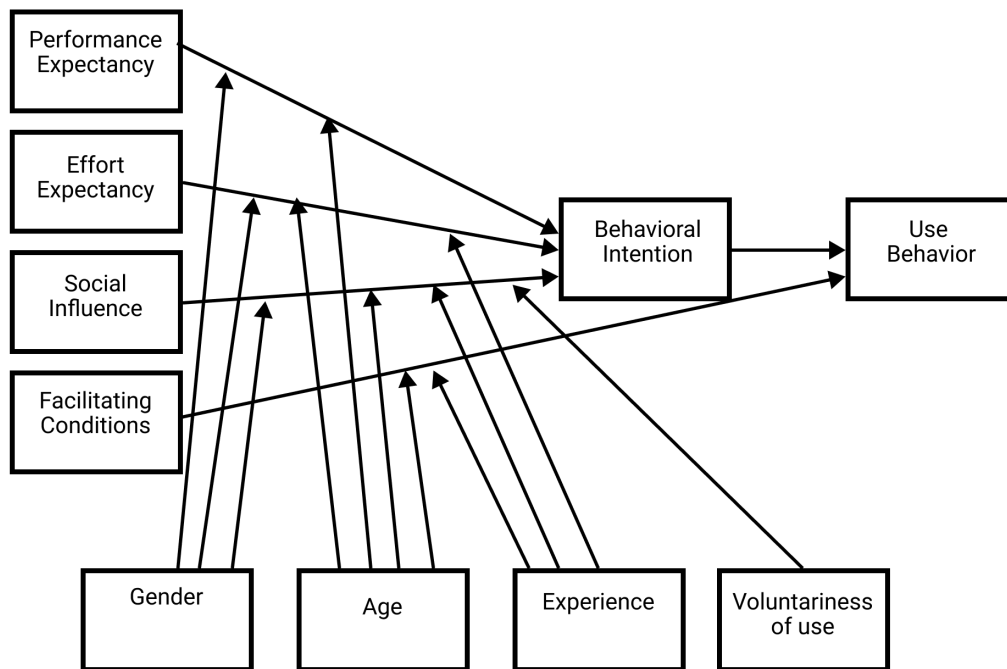 Performance
Expectancy
Effort
Expectancy
Social
Influence
Facilitating
Conditions
Behavioral
Intention
Use
Behavior
Gender
Age
Experience
Voluntariness
of use